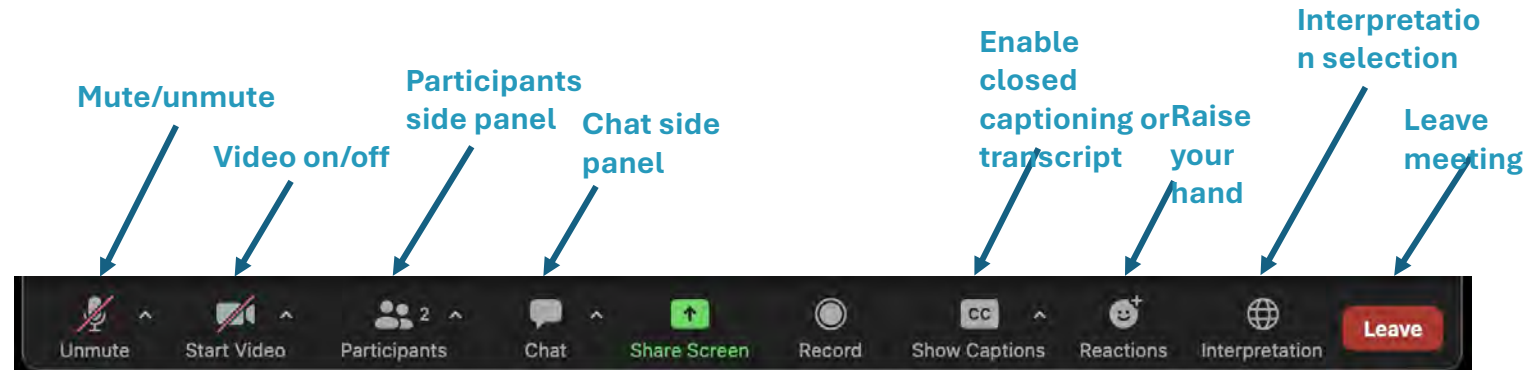 Mute/unmute
Video on/off
Participants
side panel
Chat side
panel
Enable
closed
captioning or
transcript
Raise
your
hand
Interpretatio
n selection
Leave
meeting
Unmute
Start Video
2
Participants
Chat
Share Screen
Record
CC
Show Captions
Reactions
Interpretation
Leave